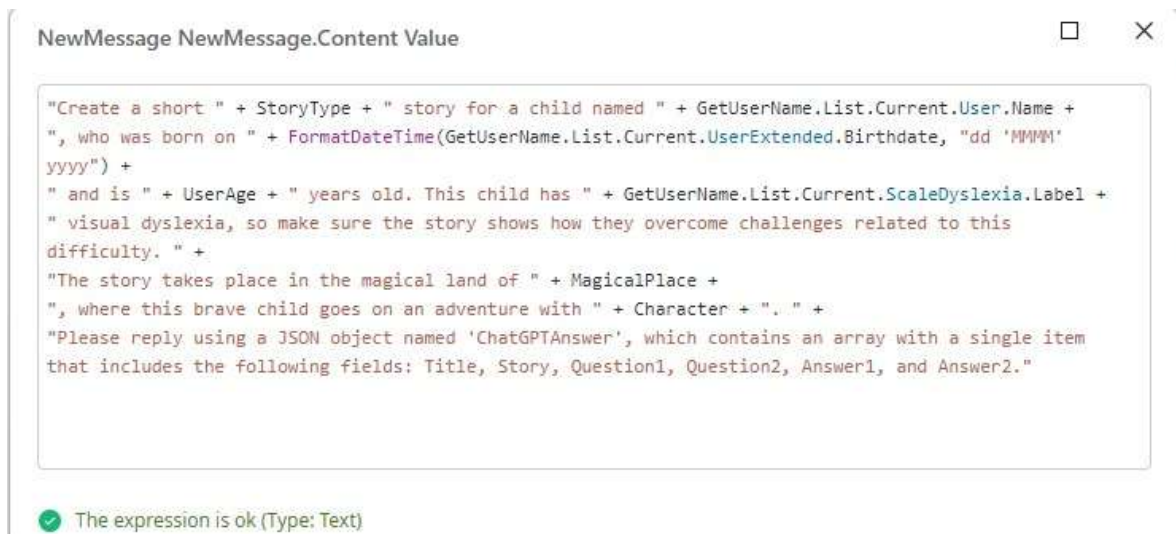 NewMessage NewMessage.Content Value
"Create a short " + StoryType + " story for a child named " + GetUserName.List.Current.User.Name +
", who was born on " + FormatDateTime(GetUserName.List.Current.UserExtended.Birthdate, "dd 'MMMM'
yyyy") +
" and is " + UserAge + " years old. This child has " + GetUserName.List.Current.ScaleDyslexia.Label +
" visual dyslexia, so make sure the story shows how they overcome challenges related to this
difficulty. " +
"The story takes place in the magical land of " + MagicalPlace +
", where this brave child goes on an adventure with " + Character + ". " +
"Please reply using a JSON object named 'ChatGPTAnswer', which contains an array with a single item
that includes the following fields: Title, Story, Question1, Question2, Answer1, and Answer2."
The expression is ok (Type: Text)